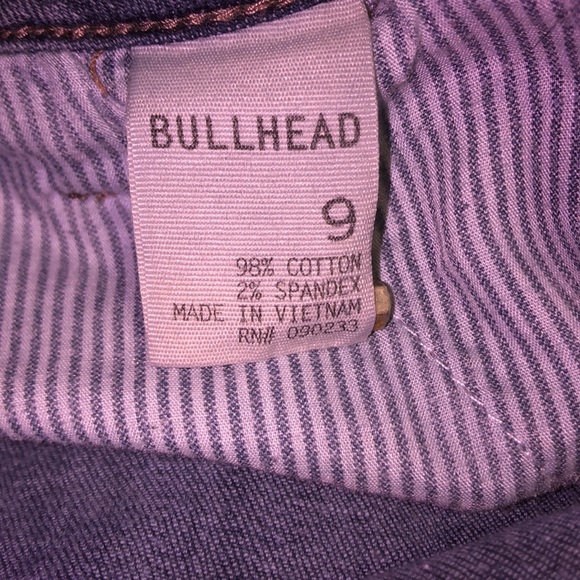 BULLHEAD
9
98% COTTON
2% SPANDEX
MADE IN VIETNAM
RN# 090233